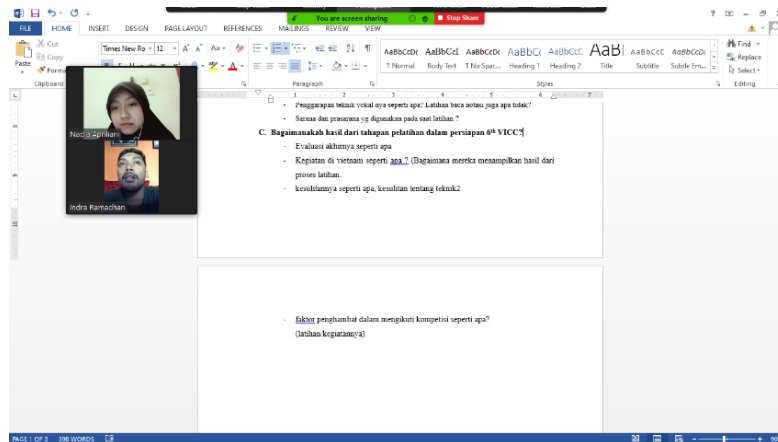 You are screen sharing
Stop Share
FILE HOME INSERT DESIGN PAGE LAYOUT REFERENCES MAILINGS REVIEW VIEW
Cut
Copy
Paste
Clipboard
Times New Ro 12
Paragraph
AaBbCcDc AaBbCcI AaBbCcDc AaBbC AaBbCcC AaB AaBbCcC AaBbCcD
¶ Normal Body Text ¶ No Spac... Heading 1 Heading 2 Title Subtitle Subtle Em...
Styles
Find
Replace
Select
Editing
Nadia Apriliani
Indra Ramadhan
- Penggarapan teknik vokal nya seperti apa? Latihan baca notasi juga apa tidak?
- Sarana dan prasarana yg digunakan pada saat latihan ?
C. Bagaimanakah hasil dari tahapan pelatihan dalam persiapan 6th VICC?
- Evaluasi akhirnya seperti apa
- Kegiatan di vietnam seperti apa ? (Bagaimana mereka menampilkan hasil dari
proses latihan.
- kesulitannya seperti apa, kesulitan tentang teknik2
- faktor penghambat dalam mengikuti kompetisi seperti apa?
(latihan/kegiatannya)
PAGE 1 OF 3 398 WORDS